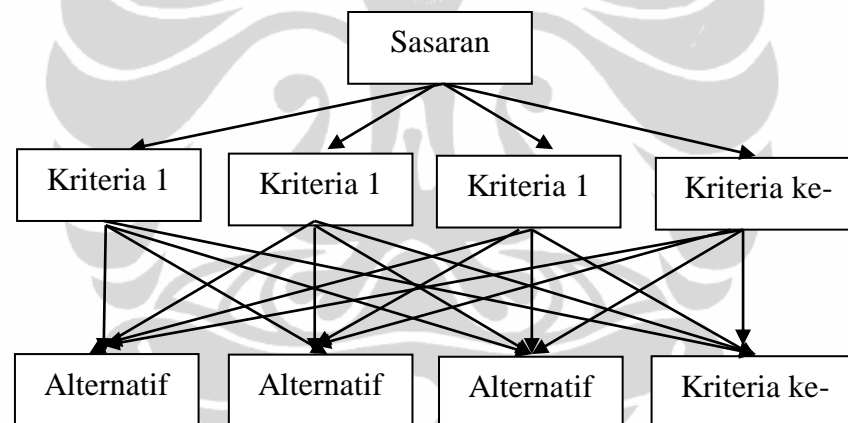 Sasaran
Kriteria 1
Kriteria 1
Kriteria 1
Kriteria ke-
Alternatif
Alternatif
Alternatif
Kriteria ke-